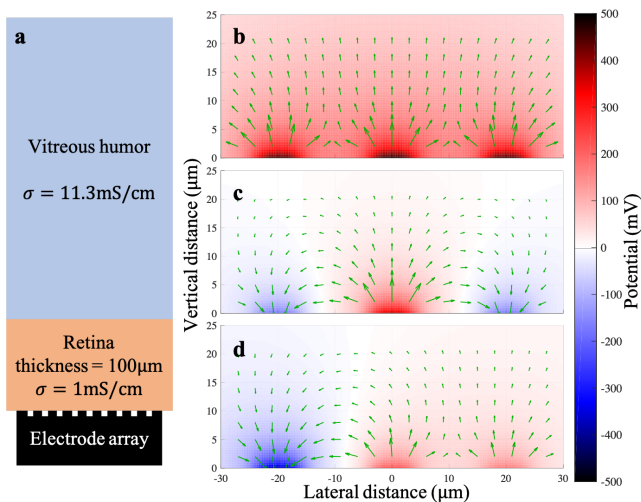 a
Vitreous humor
σ = 11.3mS/cm
Retina
thickness = 100μm
σ = 1mS/cm
Electrode array
Vertical distance (μm)
b
25
20
15
10
5
0
c
25
20
15
10
5
0
d
25
20
15
10
5
0
-30 -20 -10 0 10 20 30
Lateral distance (μm)
500
400
300
200
100
0
-100
-200
-300
-400
-500
Potential (mV)